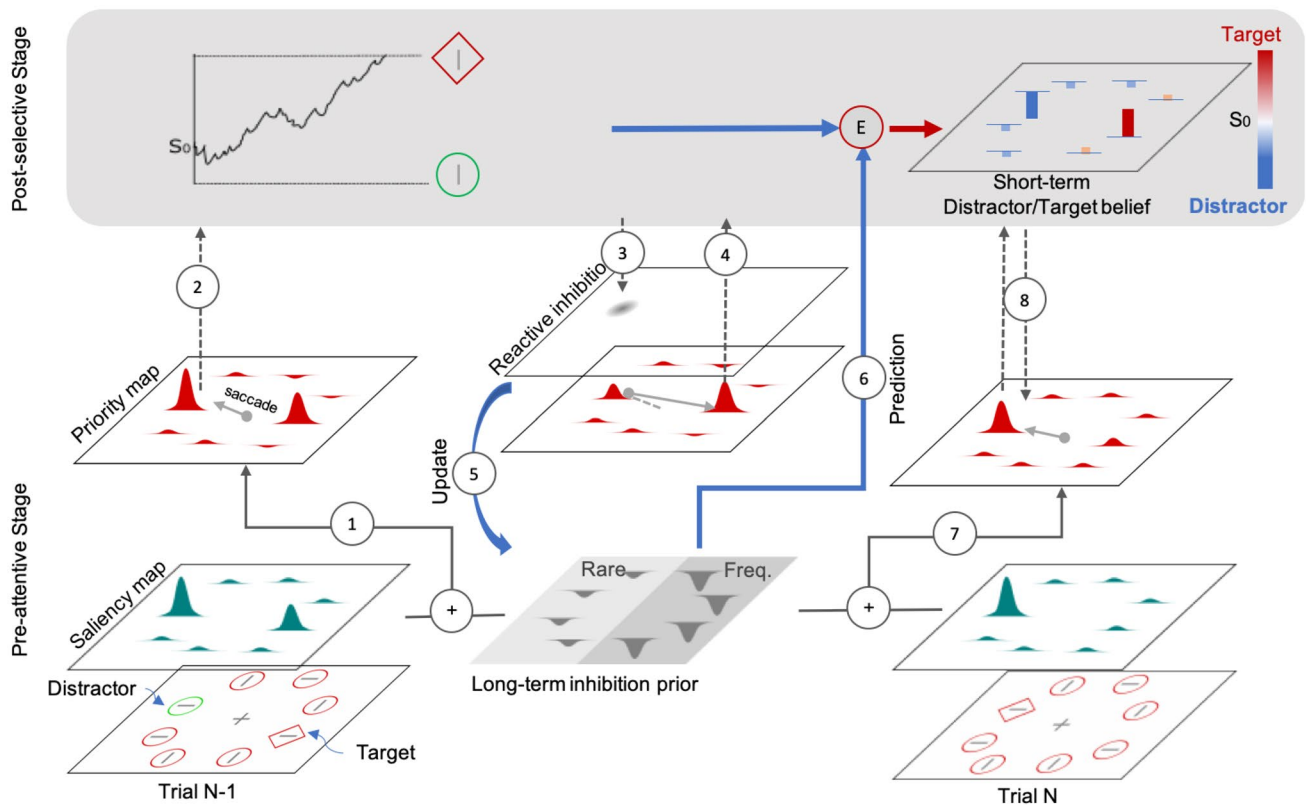 Post-selective Stage
Pre-attentive Stage
S0
E
Target
S0
Distractor
Short-term
Distractor/Target belief
2
3
4
8
Priority map
saccade
Reactive inhibitio
6
Prediction
5
Update
1
7
Saliency map
+
Rare
Freq.
+
Long-term inhibition prior
Distractor
Target
Trial N-1
Trial N